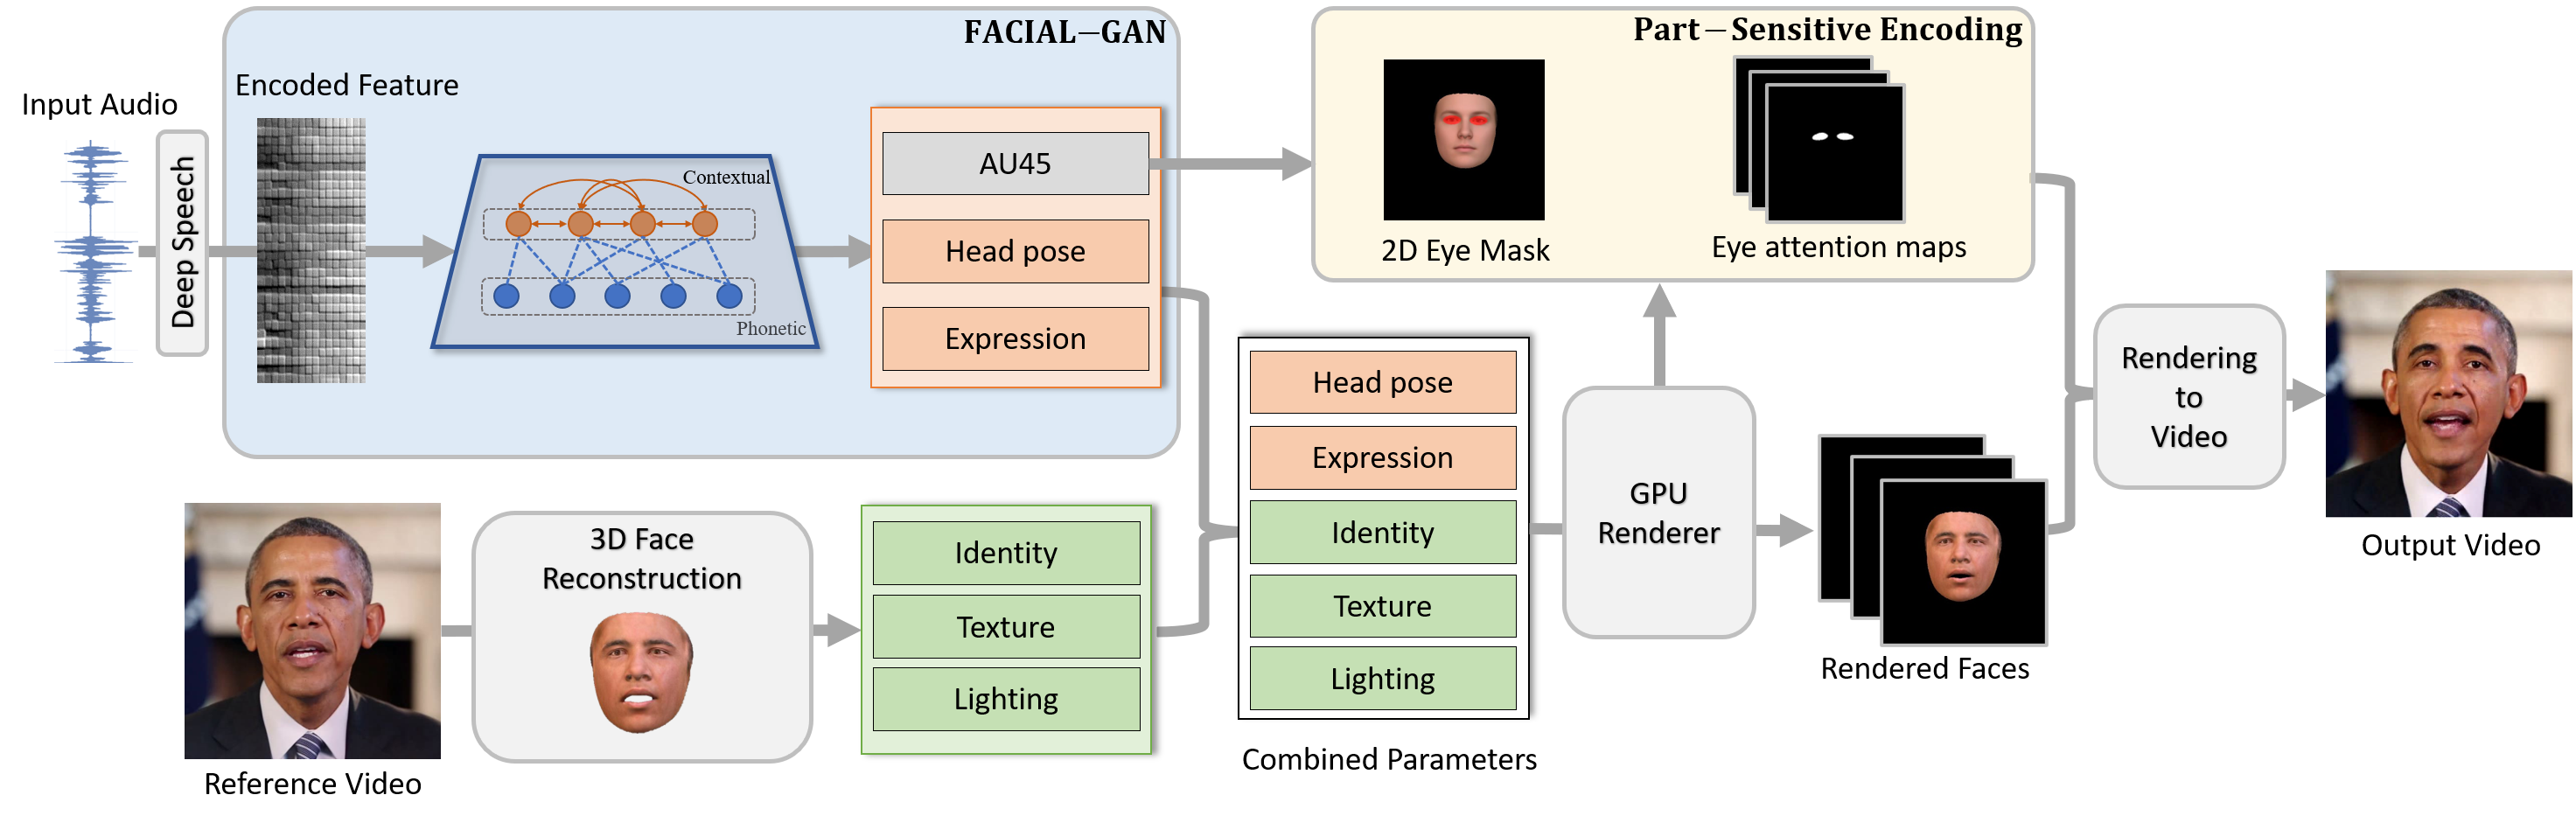 FACIAL−GAN
Part−Sensitive Encoding
Input Audio
Deep Speech
Encoded Feature
Contextual
Phonetic
AU45
Head pose
Expression
2D Eye Mask
Eye attention maps
Reference Video
3D Face
Reconstruction
Identity
Texture
Lighting
Head pose
Expression
Identity
Texture
Lighting
Combined Parameters
GPU
Renderer
Rendered Faces
Rendering
to
Video
Output Video